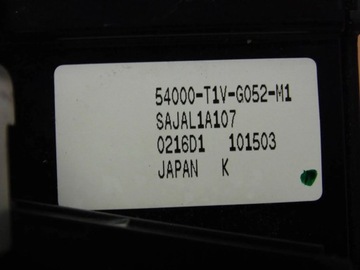 54000-T1V-G052-M1
SAJAL1A107
0216D1 101503
JAPAN K